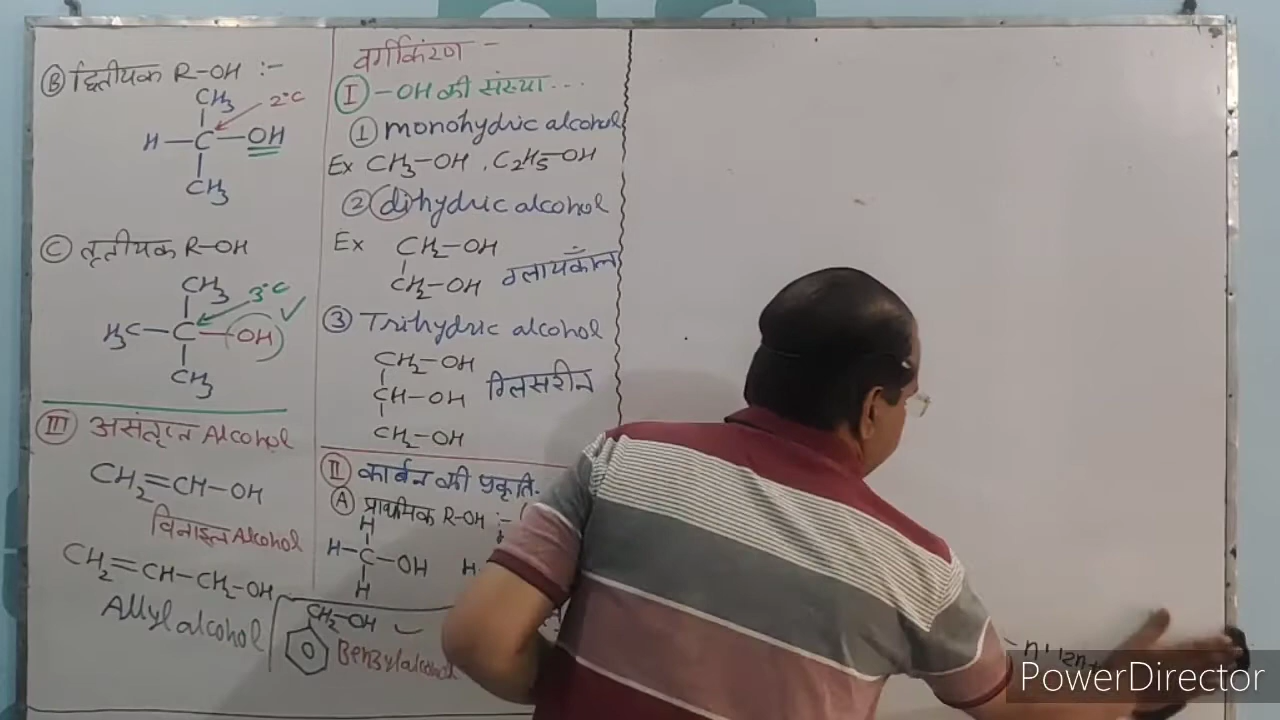 Ⓑ द्वितीयक R-OH :-
CH3
2°C
H-C-OH
CH3
Ⓒ तृतीयक R-OH
CH3
3°C
H3C-C-OH
CH3
Ⅲ असंतृप्त Alcohol
CH2=CH-OH
विनाइल Alcohol
CH2=CH-CH2-OH
Allyl alcohol
वर्गीकरण -
Ⅰ -OH की संख्या...
① monohydric alcohol
Ex CH3-OH , C2H5-OH
② dihydric alcohol
Ex CH2-OH
CH2-OH ग्लायकॉल
③ Trihydric alcohol
CH2-OH
CH-OH ग्लिसरीन
CH2-OH
Ⅱ कार्बन की प्रकृति-
Ⓐ प्राथमिक R-OH :-
H
H-C-OH H
H
CH2-OH
Benzylalcohol
PowerDirector